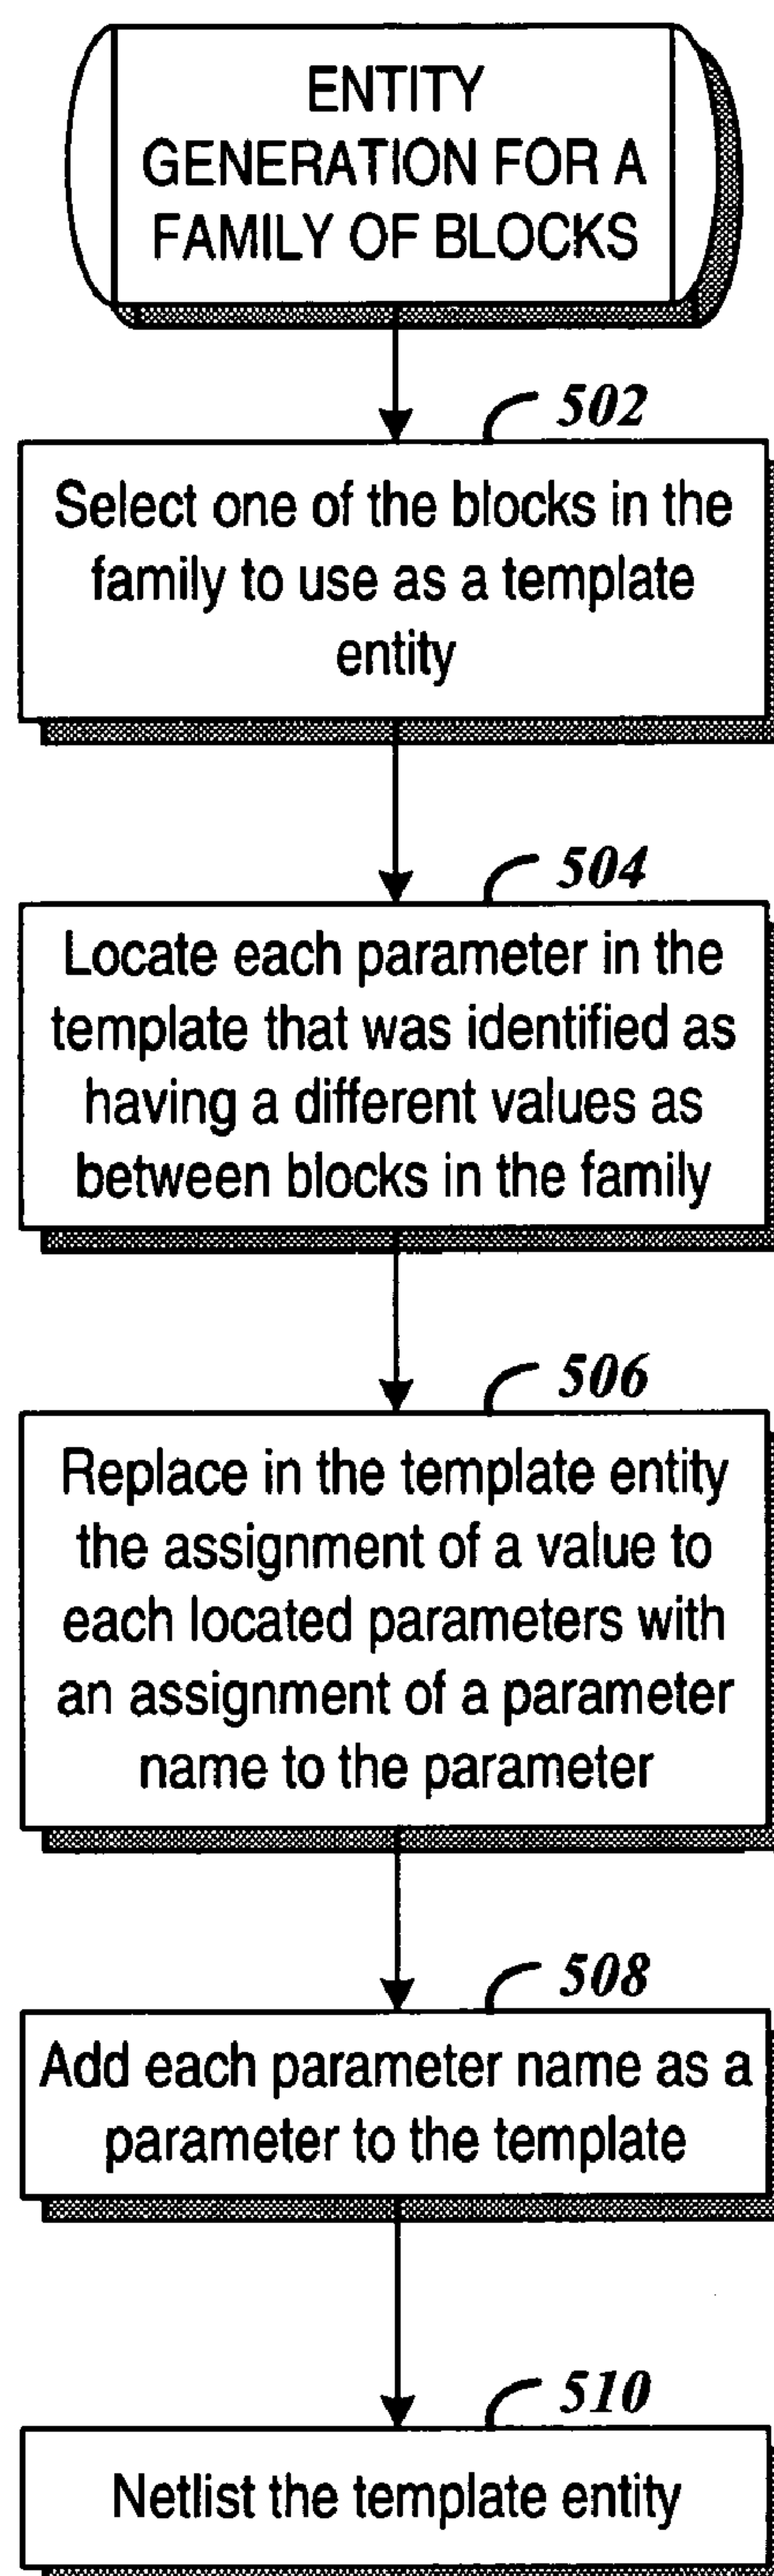 ENTITY
GENERATION FOR A
FAMILY OF BLOCKS
502
Select one of the blocks in the
family to use as a template
entity
504
Locate each parameter in the
template that was identified as
having a different values as
between blocks in the family
506
Replace in the template entity
the assignment of a value to
each located parameters with
an assignment of a parameter
name to the parameter
508
Add each parameter name as a
parameter to the template
510
Netlist the template entity